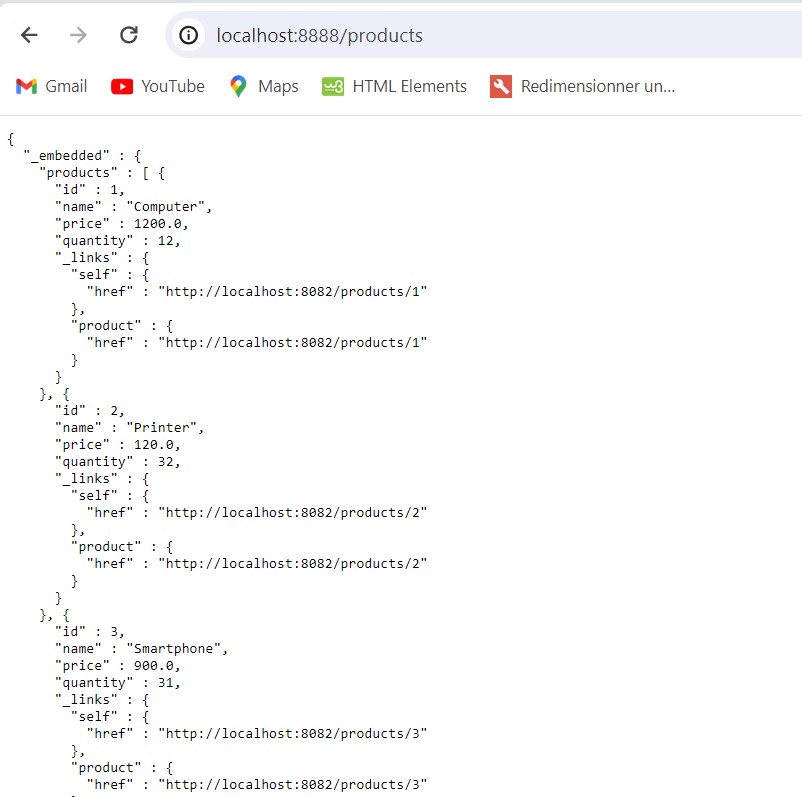 localhost:8888/products
Gmail YouTube Maps HTML Elements Redimensionner un...
{
  "_embedded" : {
    "products" : [ {
      "id" : 1,
      "name" : "Computer",
      "price" : 1200.0,
      "quantity" : 12,
      "_links" : {
        "self" : {
          "href" : "http://localhost:8082/products/1"
        },
        "product" : {
          "href" : "http://localhost:8082/products/1"
        }
      }
    }, {
      "id" : 2,
      "name" : "Printer",
      "price" : 120.0,
      "quantity" : 32,
      "_links" : {
        "self" : {
          "href" : "http://localhost:8082/products/2"
        },
        "product" : {
          "href" : "http://localhost:8082/products/2"
        }
      }
    }, {
      "id" : 3,
      "name" : "Smartphone",
      "price" : 900.0,
      "quantity" : 31,
      "_links" : {
        "self" : {
          "href" : "http://localhost:8082/products/3"
        },
        "product" : {
          "href" : "http://localhost:8082/products/3"